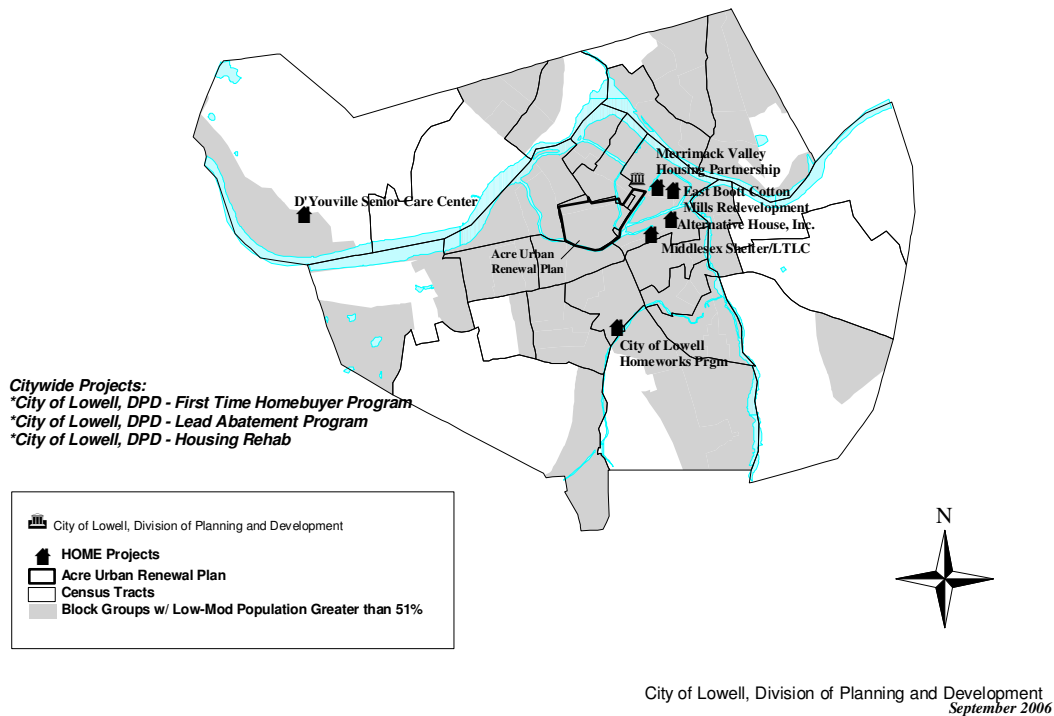 Merrimack Valley
Housing Partnership
East Boott Cotton
Mills Redevelopment
D'Youville Senior Care Center
Alternative House, Inc.
Middlesex Shelter/LTLC
Acre Urban
Renewal Plan
City of Lowell
Homeworks Prgm
Citywide Projects:
*City of Lowell, DPD - First Time Homebuyer Program
*City of Lowell, DPD - Lead Abatement Program
*City of Lowell, DPD - Housing Rehab
City of Lowell, Division of Planning and Development
HOME Projects
Acre Urban Renewal Plan
Census Tracts
Block Groups w/ Low-Mod Population Greater than 51%
N
City of Lowell, Division of Planning and Development
September 2006